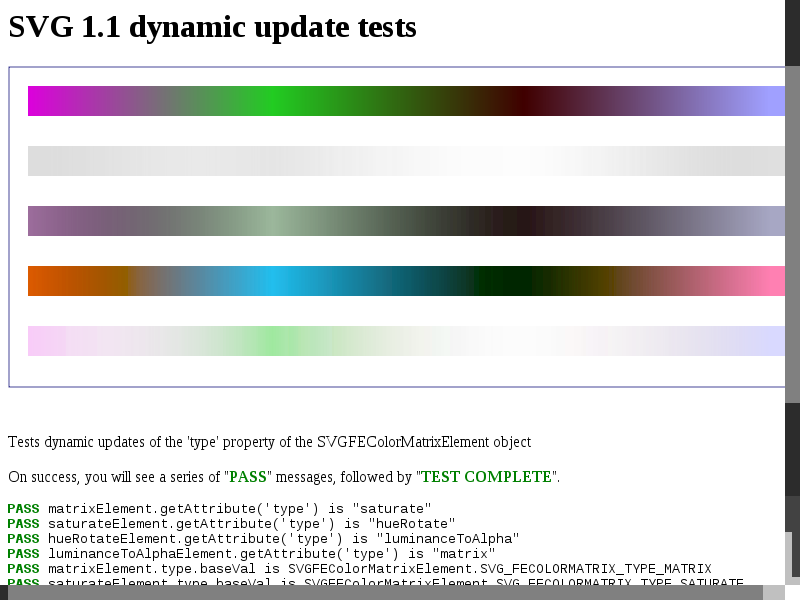 SVG 1.1 dynamic update tests
Tests dynamic updates of the 'type' property of the SVGFEColorMatrixElement object
On success, you will see a series of "PASS" messages, followed by "TEST COMPLETE".
PASS matrixElement.getAttribute('type') is "saturate"
PASS saturateElement.getAttribute('type') is "hueRotate"
PASS hueRotateElement.getAttribute('type') is "luminanceToAlpha"
PASS luminanceToAlphaElement.getAttribute('type') is "matrix"
PASS matrixElement.type.baseVal is SVGFEColorMatrixElement.SVG_FECOLORMATRIX_TYPE_MATRIX
PASS saturateElement.type.baseVal is SVGFEColorMatrixElement.SVG_FECOLORMATRIX_TYPE_SATURATE